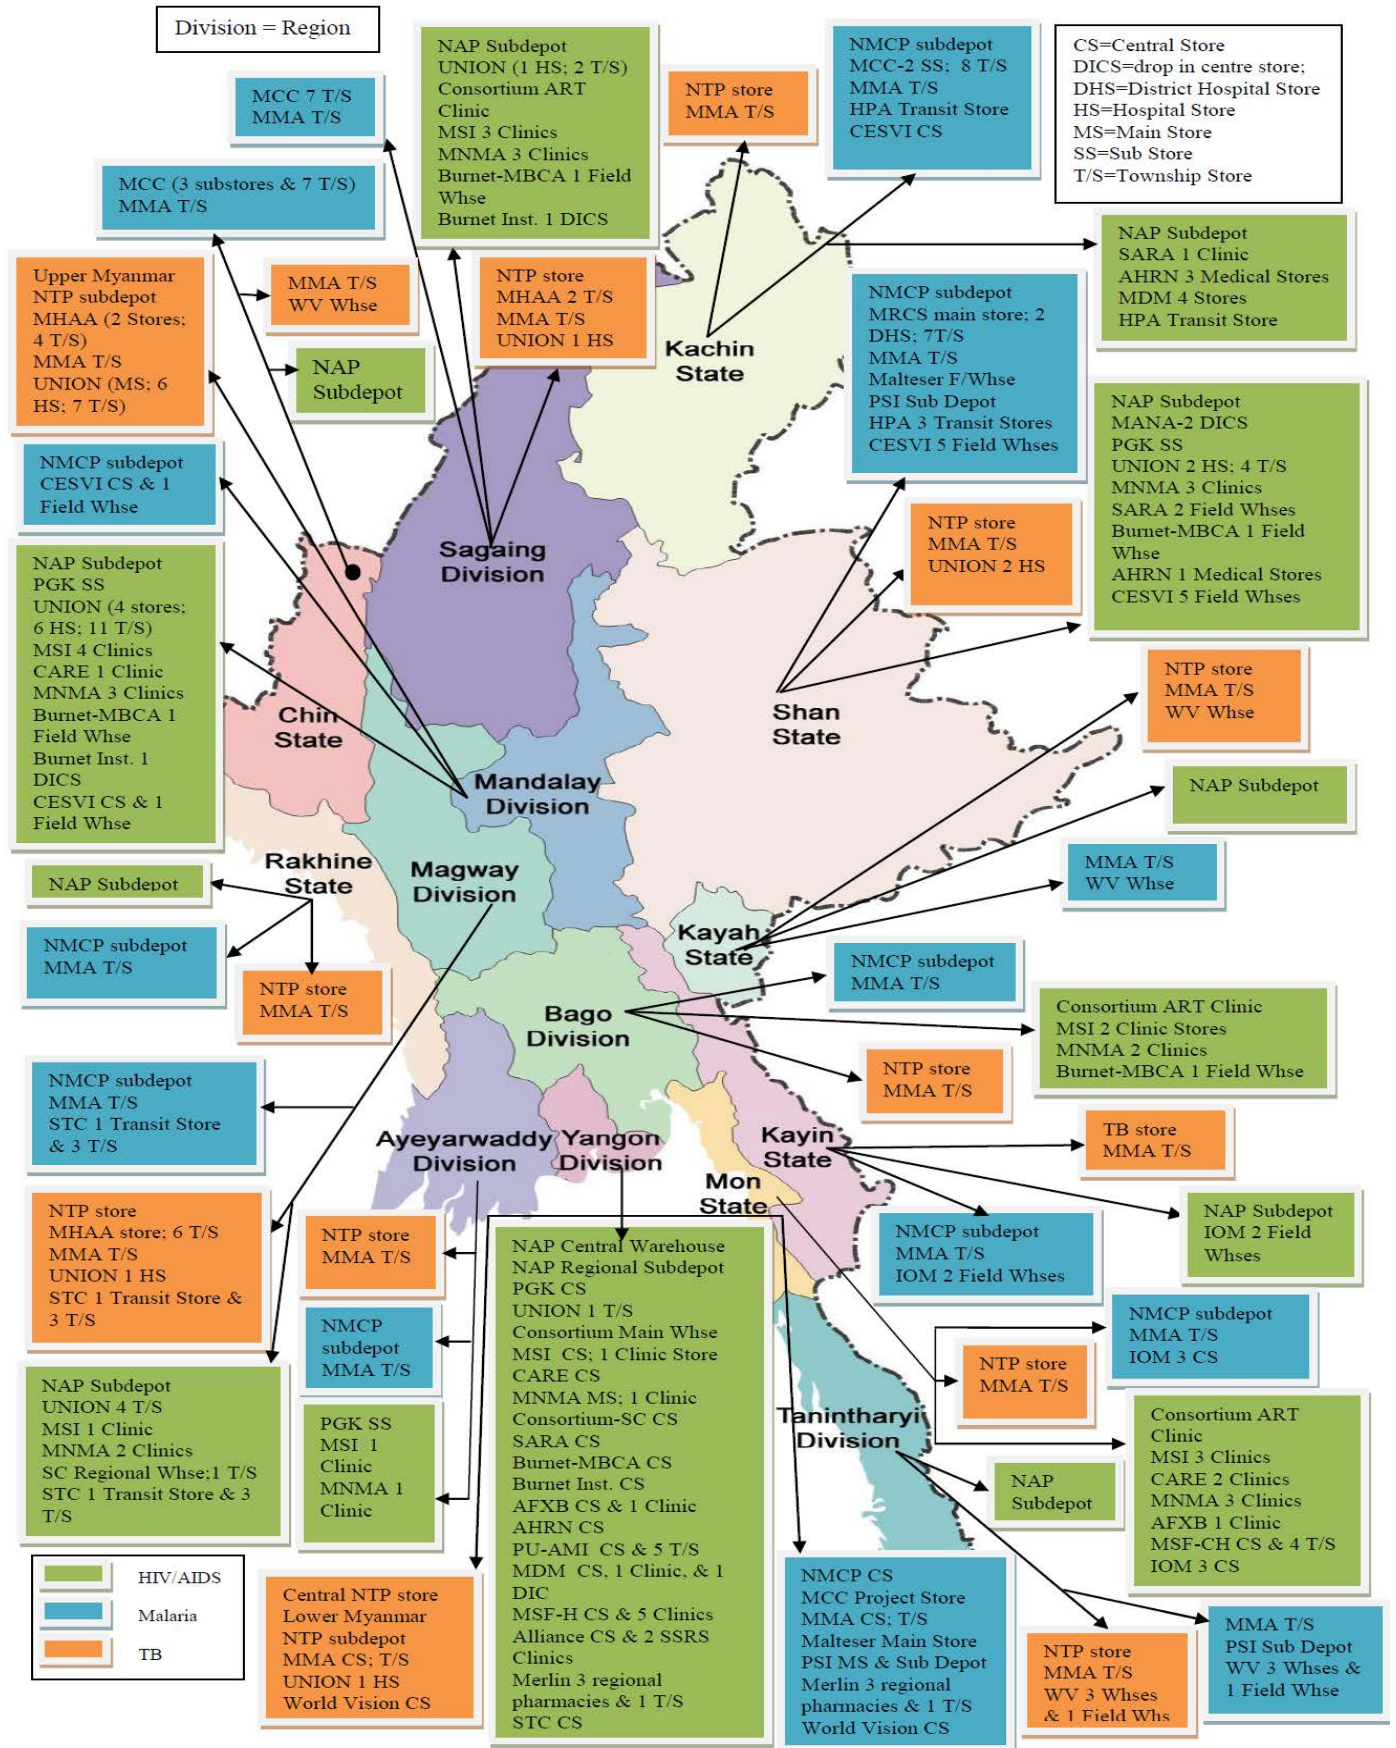 Division = Region
NAP Subdepot
UNION (1 HS; 2 T/S)
Consortium ART
Clinic
MSI 3 Clinics
MNMA 3 Clinics
Burnet-MBCA 1 Field
Whse
Burnet Inst. 1 DICS
NMCP subdepot
MCC-2 SS; 8 T/S
MMA T/S
HPA Transit Store
CESVI CS
CS=Central Store
DICS=drop in centre store;
DHS=District Hospital Store
HS=Hospital Store
MS=Main Store
SS=Sub Store
T/S=Township Store
MCC 7 T/S
MMA T/S
NTP store
MMA T/S
MCC (3 substores & 7 T/S)
MMA T/S
NAP Subdepot
SARA 1 Clinic
AHRN 3 Medical Stores
MDM 4 Stores
HPA Transit Store
Upper Myanmar
NTP subdepot
MHAA (2 Stores;
4 T/S)
MMA T/S
UNION (MS; 6
HS; 7 T/S)
MMA T/S
WV Whse
NTP store
MHAA 2 T/S
MMA T/S
UNION 1 HS
NMCP subdepot
MRCS main store; 2
DHS; 7T/S
MMA T/S
Malteser F/Whse
PSI Sub Depot
HPA 3 Transit Stores
CESVI 5 Field Whses
NAP
Subdepot
Kachin
State
NAP Subdepot
MANA-2 DICS
PGK SS
UNION 2 HS; 4 T/S
MNMA 3 Clinics
SARA 2 Field Whses
Burnet-MBCA 1 Field
Whse
AHRN 1 Medical Stores
CESVI 5 Field Whses
NMCP subdepot
CESVI CS & 1
Field Whse
NTP store
MMA T/S
UNION 2 HS
Sagaing
Division
NAP Subdepot
PGK SS
UNION (4 stores;
6 HS; 11 T/S)
MSI 4 Clinics
CARE 1 Clinic
MNMA 3 Clinics
Burnet-MBCA 1
Field Whse
Burnet Inst. 1
DICS
CESVI CS & 1
Field Whse
NTP store
MMA T/S
WV Whse
Chin
State
Shan
State
Mandalay
Division
NAP Subdepot
Rakhine
State
Magway
Division
MMA T/S
WV Whse
NAP Subdepot
Kayah
State
NMCP subdepot
MMA T/S
NMCP subdepot
MMA T/S
NTP store
MMA T/S
Bago
Division
Consortium ART Clinic
MSI 2 Clinic Stores
MNMA 2 Clinics
Burnet-MBCA 1 Field Whse
NTP store
MMA T/S
NMCP subdepot
MMA T/S
STC 1 Transit Store
& 3 T/S
Ayeyarwaddy
Division
Yangon
Division
Kayin
State
TB store
MMA T/S
Mon
State
NTP store
MHAA store; 6 T/S
MMA T/S
UNION 1 HS
STC 1 Transit Store &
3 T/S
NTP store
MMA T/S
NMCP subdepot
MMA T/S
IOM 2 Field Whses
NAP Subdepot
IOM 2 Field
Whses
NAP Central Warehouse
NAP Regional Subdepot
PGK CS
UNION 1 T/S
Consortium Main Whse
MSI CS; 1 Clinic Store
CARE CS
MNMA MS; 1 Clinic
Consortium-SC CS
SARA CS
Burnet-MBCA CS
Burnet Inst. CS
AFXB CS & 1 Clinic
AHRN CS
PU-AMI CS & 5 T/S
MDM CS, 1 Clinic, & 1
DIC
MSF-H CS & 5 Clinics
Alliance CS & 2 SSRS
Clinics
Merlin 3 regional
pharmacies & 1 T/S
STC CS
NMCP
subdepot
MMA T/S
NMCP subdepot
MMA T/S
IOM 3 CS
NTP store
MMA T/S
NAP Subdepot
UNION 4 T/S
MSI 1 Clinic
MNMA 2 Clinics
SC Regional Whse;1 T/S
STC 1 Transit Store & 3
T/S
PGK SS
MSI 1
Clinic
MNMA 1
Clinic
Tanintharyi
Division
Consortium ART
Clinic
MSI 3 Clinics
CARE 2 Clinics
MNMA 3 Clinics
AFXB 1 Clinic
MSF-CH CS & 4 T/S
IOM 3 CS
NAP
Subdepot
HIV/AIDS
Malaria
TB
Central NTP store
Lower Myanmar
NTP subdepot
MMA CS; T/S
UNION 1 HS
World Vision CS
NMCP CS
MCC Project Store
MMA CS; T/S
Malteser Main Store
PSI MS & Sub Depot
Merlin 3 regional
pharmacies & 1 T/S
World Vision CS
NTP store
MMA T/S
WV 3 Whses
& 1 Field Whs
MMA T/S
PSI Sub Depot
WV 3 Whses &
1 Field Whse